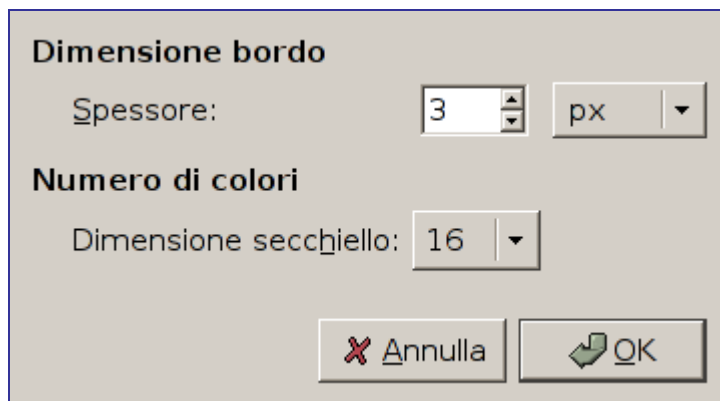 Dimensione bordo
Spessore: 3 px
Numero di colori
Dimensione secchiello: 16
Annulla OK